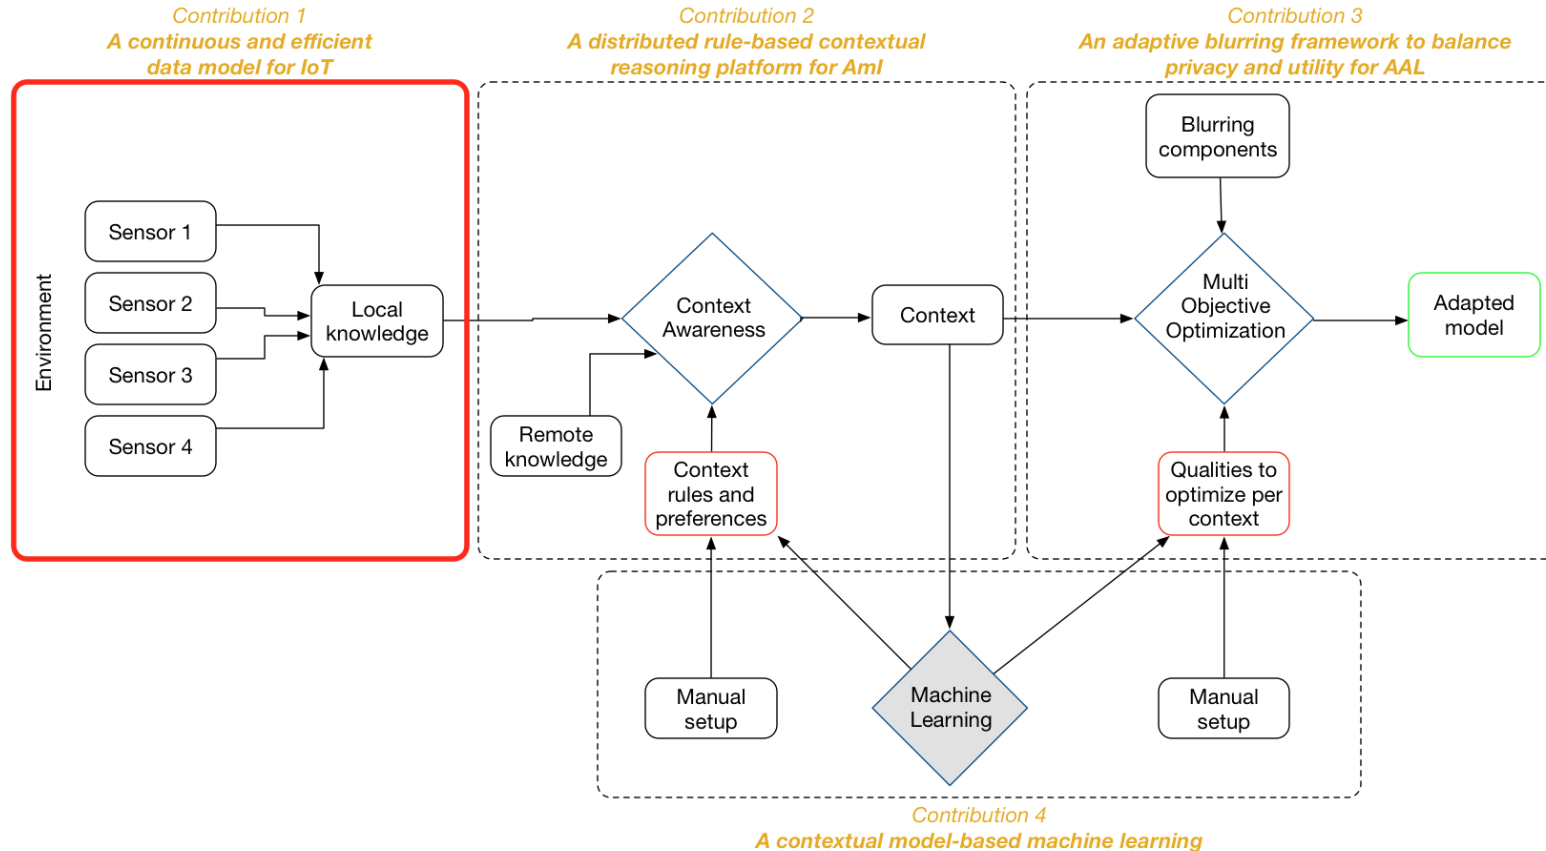 Contribution 1
A continuous and efficient
data model for IoT
Contribution 2
A distributed rule-based contextual
reasoning platform for AmI
Contribution 3
An adaptive blurring framework to balance
privacy and utility for AAL
Environment
Sensor 1
Sensor 2
Sensor 3
Sensor 4
Local
knowledge
Context
Awareness
Remote
knowledge
Context
rules and
preferences
Context
Blurring
components
Multi
Objective
Optimization
Adapted
model
Qualities to
optimize per
context
Manual
setup
Machine
Learning
Manual
setup
Contribution 4
A contextual model-based machine learning